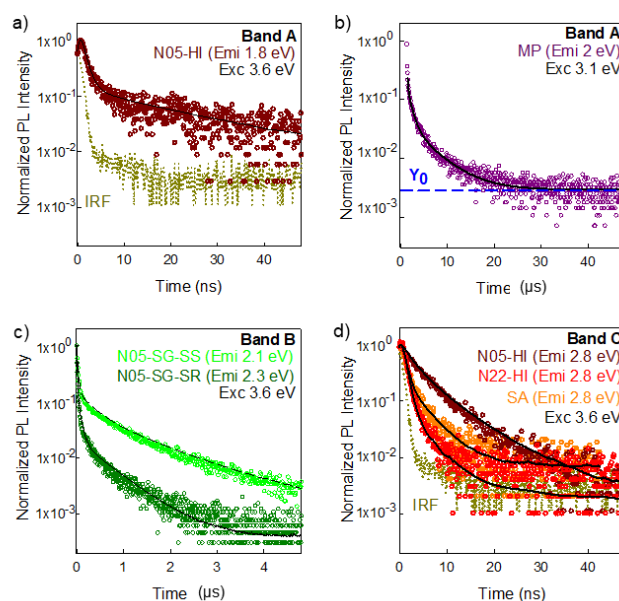 a)
Band A
N05-HI (Emi 1.8 eV)
Exc 3.6 eV
1x10⁰
1x10⁻¹
1x10⁻²
1x10⁻³
Normalized PL Intensity
IRF
0 10 20 30 40
Time (ns)
b)
Band A
MP (Emi 2 eV)
Exc 3.1 eV
1x10⁰
1x10⁻¹
1x10⁻²
1x10⁻³
Normalized PL Intensity
Y₀
0 10 20 30 40
Time (µs)
c)
Band B
N05-SG-SS (Emi 2.1 eV)
N05-SG-SR (Emi 2.3 eV)
Exc 3.6 eV
1x10⁰
1x10⁻¹
1x10⁻²
1x10⁻³
Normalized PL Intensity
0 1 2 3 4
Time (µs)
d)
Band C
N05-HI (Emi 2.8 eV)
N22-HI (Emi 2.8 eV)
SA (Emi 2.8 eV)
Exc 3.6 eV
1x10⁰
1x10⁻¹
1x10⁻²
1x10⁻³
Normalized PL Intensity
IRF
0 10 20 30 40
Time (ns)